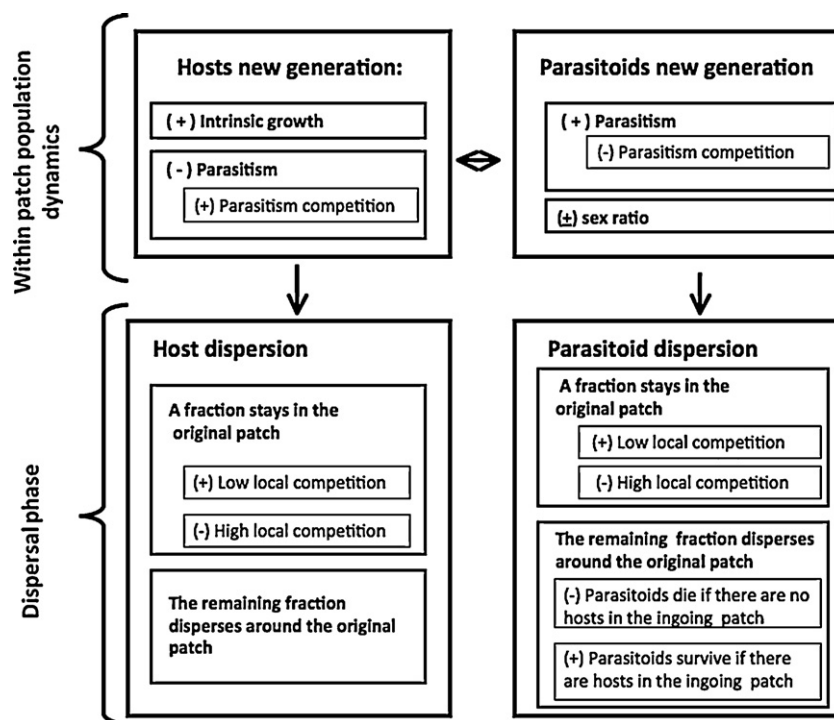 Within patch population
dynamics
Hosts new generation:
(+) Intrinsic growth
(-) Parasitism
(+) Parasitism competition
Parasitoids new generation
(+) Parasitism
(-) Parasitism competition
(±) sex ratio
Dispersal phase
Host dispersion
A fraction stays in the
original patch
(+) Low local competition
(-) High local competition
The remaining fraction
disperses around the original
patch
Parasitoid dispersion
A fraction stays in the
original patch
(+) Low local competition
(-) High local competition
The remaining fraction disperses
around the original patch
(-) Parasitoids die if there are no
hosts in the ingoing patch
(+) Parasitoids survive if there
are hosts in the ingoing patch